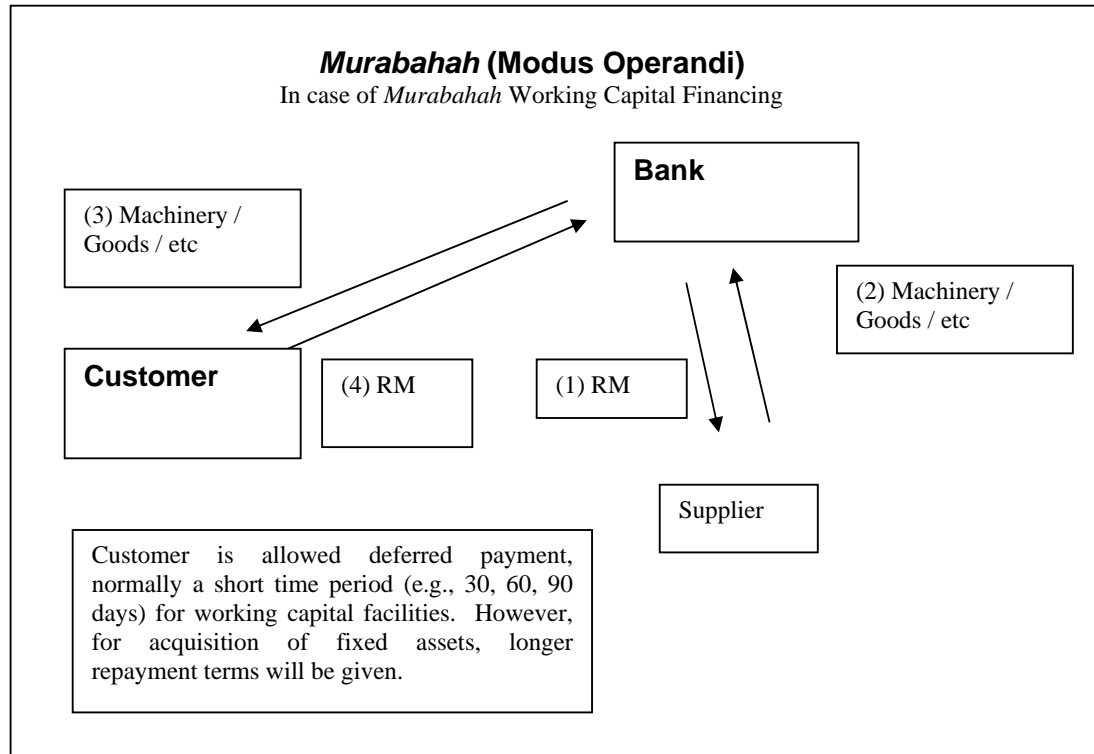 Murabahah (Modus Operandi)
In case of Murabahah Working Capital Financing
Bank
(3) Machinery /
Goods / etc
(2) Machinery /
Goods / etc
Customer
(4) RM
(1) RM
Supplier
Customer is allowed deferred payment,
normally a short time period (e.g., 30, 60, 90
days) for working capital facilities. However,
for acquisition of fixed assets, longer
repayment terms will be given.